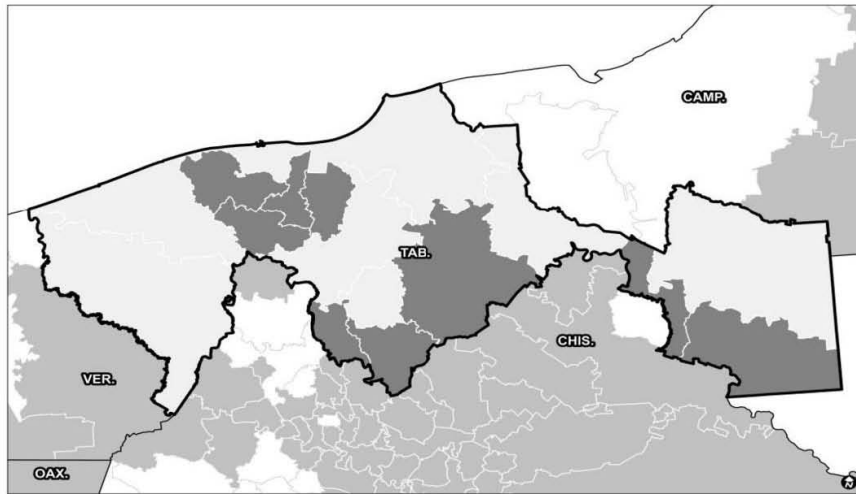 CAMP.
TAB.
CHIS.
VER.
OAX.
N